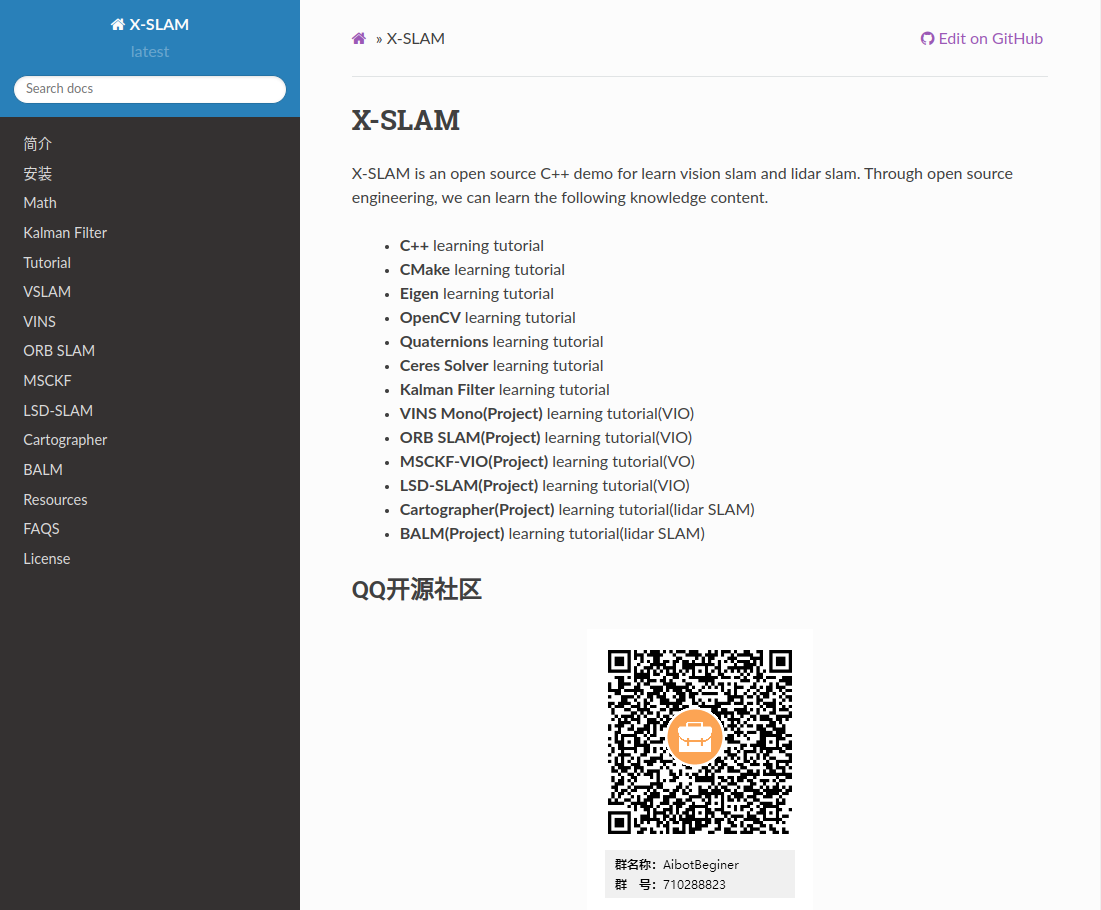 X-SLAM
latest
Search docs
简介
安装
Math
Kalman Filter
Tutorial
VSLAM
VINS
ORB SLAM
MSCKF
LSD-SLAM
Cartographer
BALM
Resources
FAQS
License
» X-SLAM
Edit on GitHub
X-SLAM
X-SLAM is an open source C++ demo for learn vision slam and lidar slam. Through open source
engineering, we can learn the following knowledge content.
• C++ learning tutorial
• CMake learning tutorial
• Eigen learning tutorial
• OpenCV learning tutorial
• Quaternions learning tutorial
• Ceres Solver learning tutorial
• Kalman Filter learning tutorial
• VINS Mono(Project) learning tutorial(VIO)
• ORB SLAM(Project) learning tutorial(VIO)
• MSCKF-VIO(Project) learning tutorial(VO)
• LSD-SLAM(Project) learning tutorial(VIO)
• Cartographer(Project) learning tutorial(lidar SLAM)
• BALM(Project) learning tutorial(lidar SLAM)
QQ开源社区
群名称：AibotBeginer
群 号：710288823